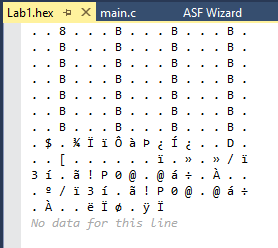 Lab1.hex main.c ASF Wizard
. . 8 . . . B . . . B . . . B .
. . B . . . B . . . B . . . B .
. . B . . . B . . . B . . . B .
. . B . . . B . . . B . . . B .
. . B . . . B . . . B . . . B .
. . B . . . B . . . B . . . B .
. . B . . . B . . . B . . . B .
. $ . ¾ Ï ï Ô à Þ ¿ Í ¿ . . D .
. . [ . . . . . . ï . » . » / ï
3 í . ã ! P 0 @ . @ á ÷ . À . .
. º / ï 3 í . ã ! P 0 @ . @ á ÷
. À . . ë Ï ø . ÿ Ï
No data for this line